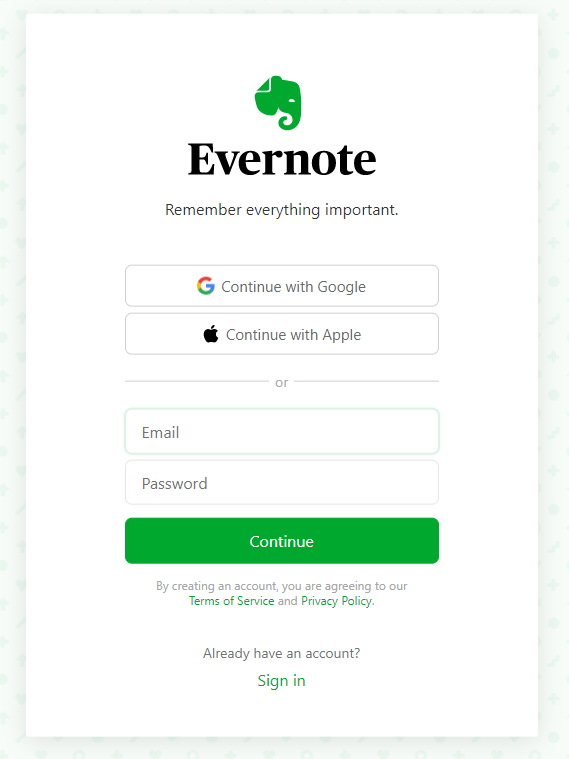 Evernote
Remember everything important.
Continue with Google
Continue with Apple
or
Email
Password
Continue
By creating an account, you are agreeing to our
Terms of Service and Privacy Policy.
Already have an account?
Sign in